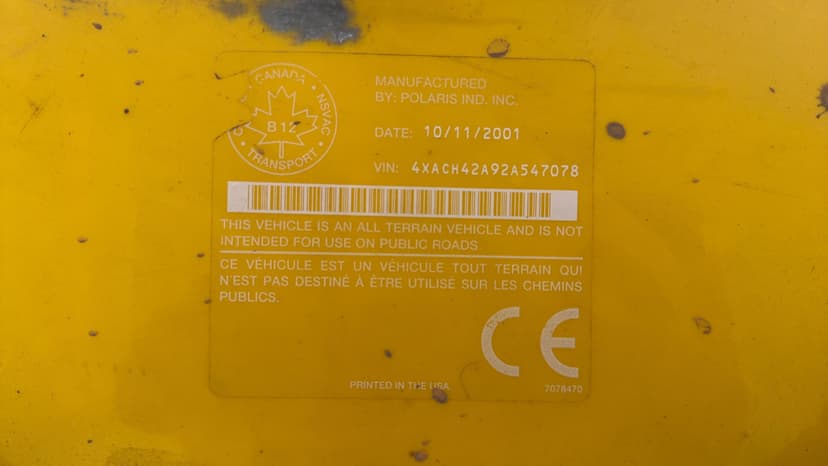 CANADA
NSVAC
B 12
TRANSPORT
MANUFACTURED
BY: POLARIS IND. INC.
DATE: 10/11/2001
VIN: 4XACH42A92A547078
THIS VEHICLE IS AN ALL TERRAIN VEHICLE AND IS NOT
INTENDED FOR USE ON PUBLIC ROADS
CE VÉHICULE EST UN VÉHICULE TOUT TERRAIN QUI
N'EST PAS DESTINÉ À ÊTRE UTILISÉ SUR LES CHEMINS
PUBLICS.
CE
PRINTED IN THE USA
7078470